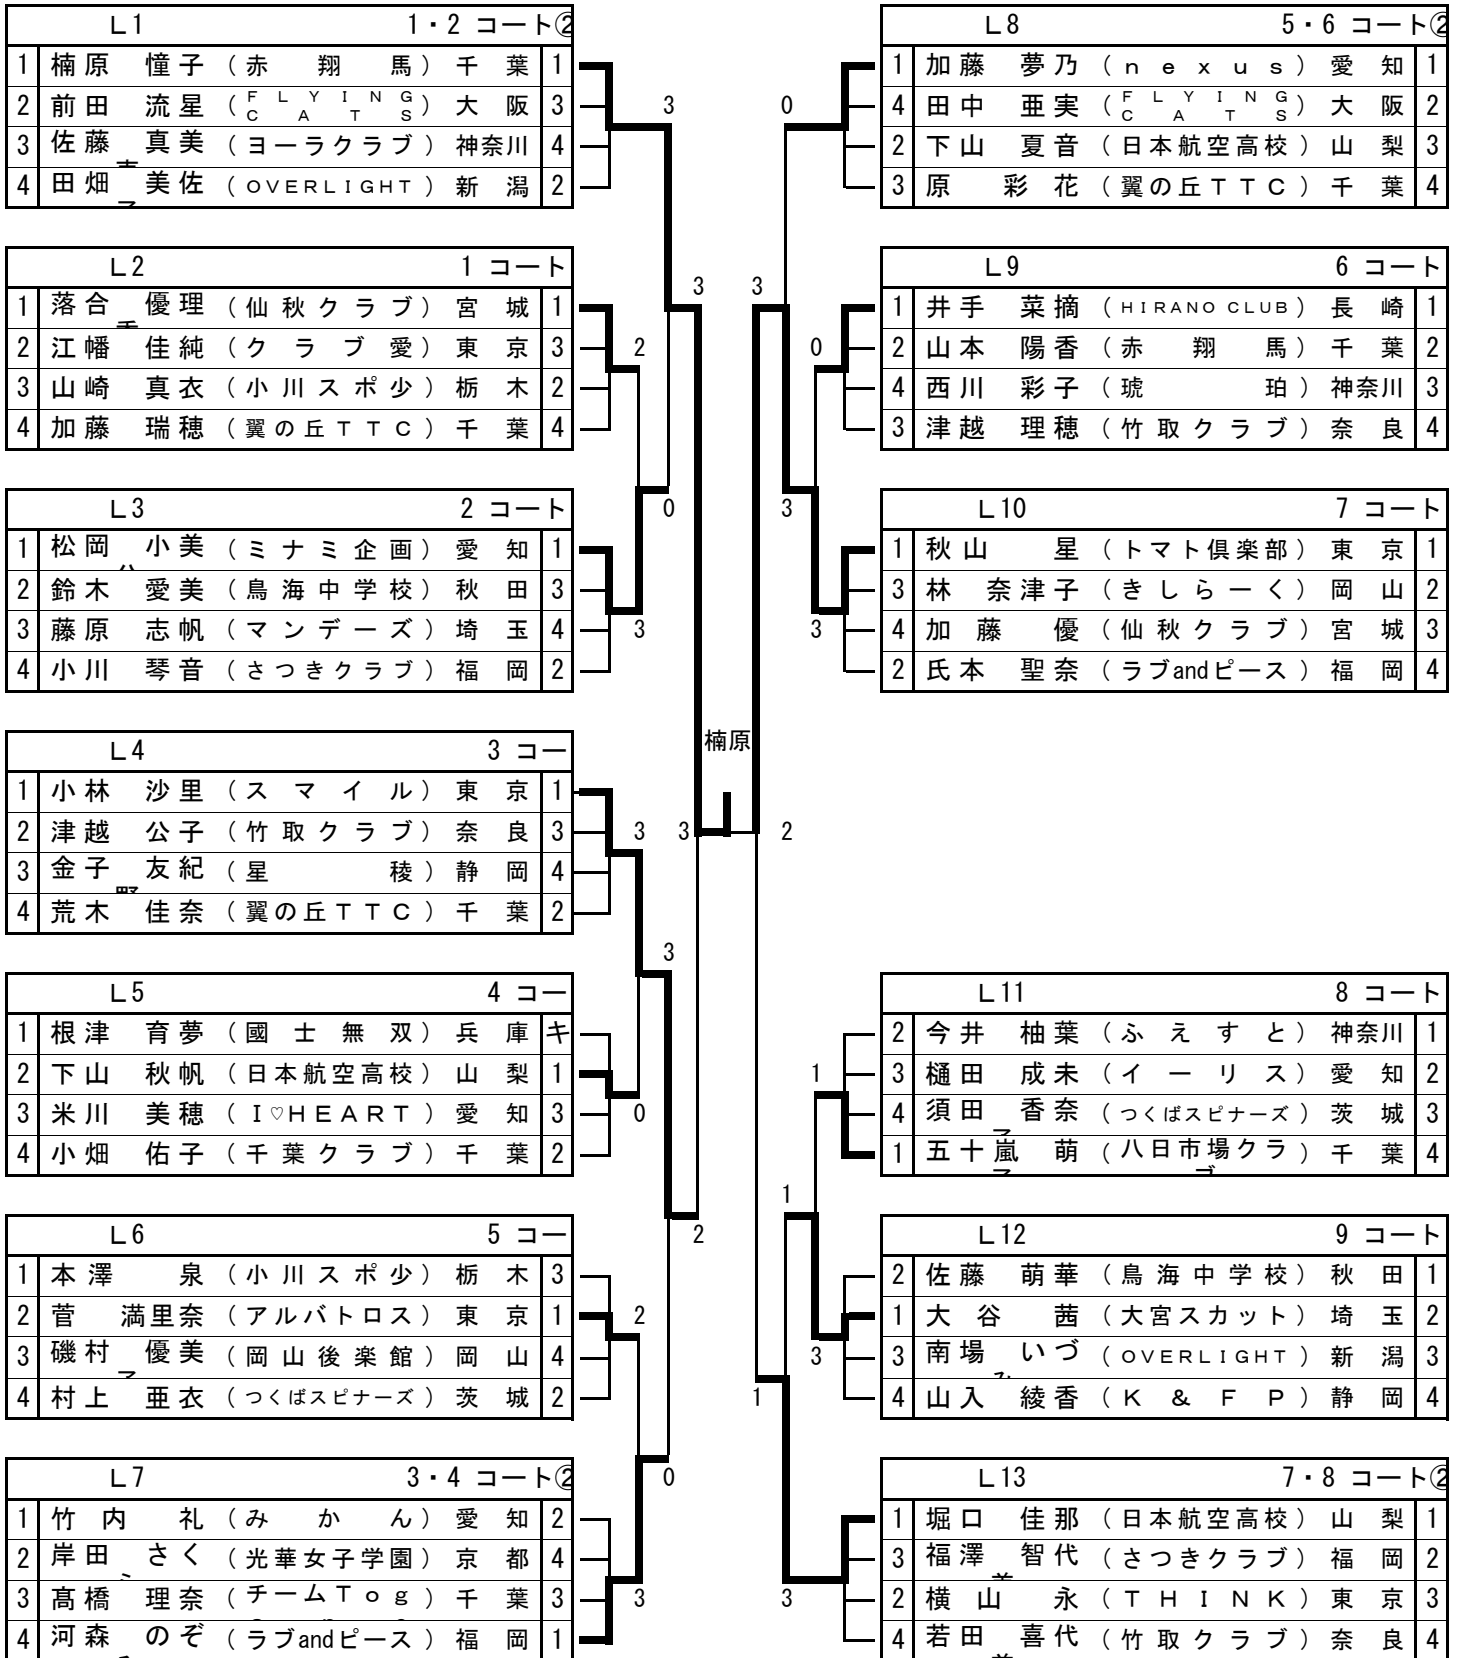 L1 1・2 コート②
1 楠原 憧子 (赤翔馬) 千葉 1
2 前田 流星 (FLYING CATS) 大阪 3
3 佐藤 真美 (ヨーラクラブ) 神奈川 4
4 田畑 美佐 (OVERLIGHT) 新潟 2
L2 1 コート
1 落合 優理 (仙秋クラブ) 宮城 1
2 江幡 佳純 (クラブ愛) 東京 3
3 山崎 真衣 (小川スポ少) 栃木 2
4 加藤 瑞穂 (翼の丘TTC) 千葉 4
L3 2 コート
1 松岡 小美 (ミナミ企画) 愛知 1
2 鈴木 愛美 (鳥海中学校) 秋田 3
3 藤原 志帆 (マンデーズ) 埼玉 4
4 小川 琴音 (さつきクラブ) 福岡 2
L4 3 コー
1 小林 沙里 (スマイル) 東京 1
2 津越 公子 (竹取クラブ) 奈良 3
3 金子 友紀 (星稜) 静岡 4
4 荒木 佳奈 (翼の丘TTC) 千葉 2
L5 4 コー
1 根津 育夢 (國士無双) 兵庫 キ
2 下山 秋帆 (日本航空高校) 山梨 1
3 米川 美穂 (I♡HEART) 愛知 3
4 小畑 佑子 (千葉クラブ) 千葉 2
L6 5 コー
1 本澤 泉 (小川スポ少) 栃木 3
2 菅 満里奈 (アルバトロス) 東京 1
3 磯村 優美 (岡山後楽館) 岡山 4
4 村上 亜衣 (つくばスピナーズ) 茨城 2
L7 3・4 コート②
1 竹内 礼 (みかん) 愛知 2
2 岸田 さく (光華女子学園) 京都 4
3 髙橋 理奈 (チームTog) 千葉 3
4 河森 のぞ (ラブandピース) 福岡 1
3
3
2
0
3
3
3
3
0
2
2
0
3
楠原
0
3
0
3
3
2
1
1
3
1
3
L8 5・6 コート②
1 加藤 夢乃 (nexus) 愛知 1
4 田中 亜実 (FLYING CATS) 大阪 2
2 下山 夏音 (日本航空高校) 山梨 3
3 原 彩花 (翼の丘TTC) 千葉 4
L9 6 コート
1 井手 菜摘 (HIRANO CLUB) 長崎 1
2 山本 陽香 (赤翔馬) 千葉 2
4 西川 彩子 (琥珀) 神奈川 3
3 津越 理穂 (竹取クラブ) 奈良 4
L10 7 コート
1 秋山 星 (トマト倶楽部) 東京 1
3 林 奈津子 (きしらーく) 岡山 2
4 加藤 優 (仙秋クラブ) 宮城 3
2 氏本 聖奈 (ラブandピース) 福岡 4
L11 8 コート
2 今井 柚葉 (ふえすと) 神奈川 1
3 樋田 成未 (イーリス) 愛知 2
4 須田 香奈 (つくばスピナーズ) 茨城 3
1 五十嵐 萌 (八日市場クラ) 千葉 4
L12 9 コート
2 佐藤 萌華 (鳥海中学校) 秋田 1
1 大谷 茜 (大宮スカット) 埼玉 2
3 南場 いづ (OVERLIGHT) 新潟 3
4 山入 綾香 (K&FP) 静岡 4
L13 7・8 コート②
1 堀口 佳那 (日本航空高校) 山梨 1
3 福澤 智代 (さつきクラブ) 福岡 2
2 横山 永 (THINK) 東京 3
4 若田 喜代 (竹取クラブ) 奈良 4